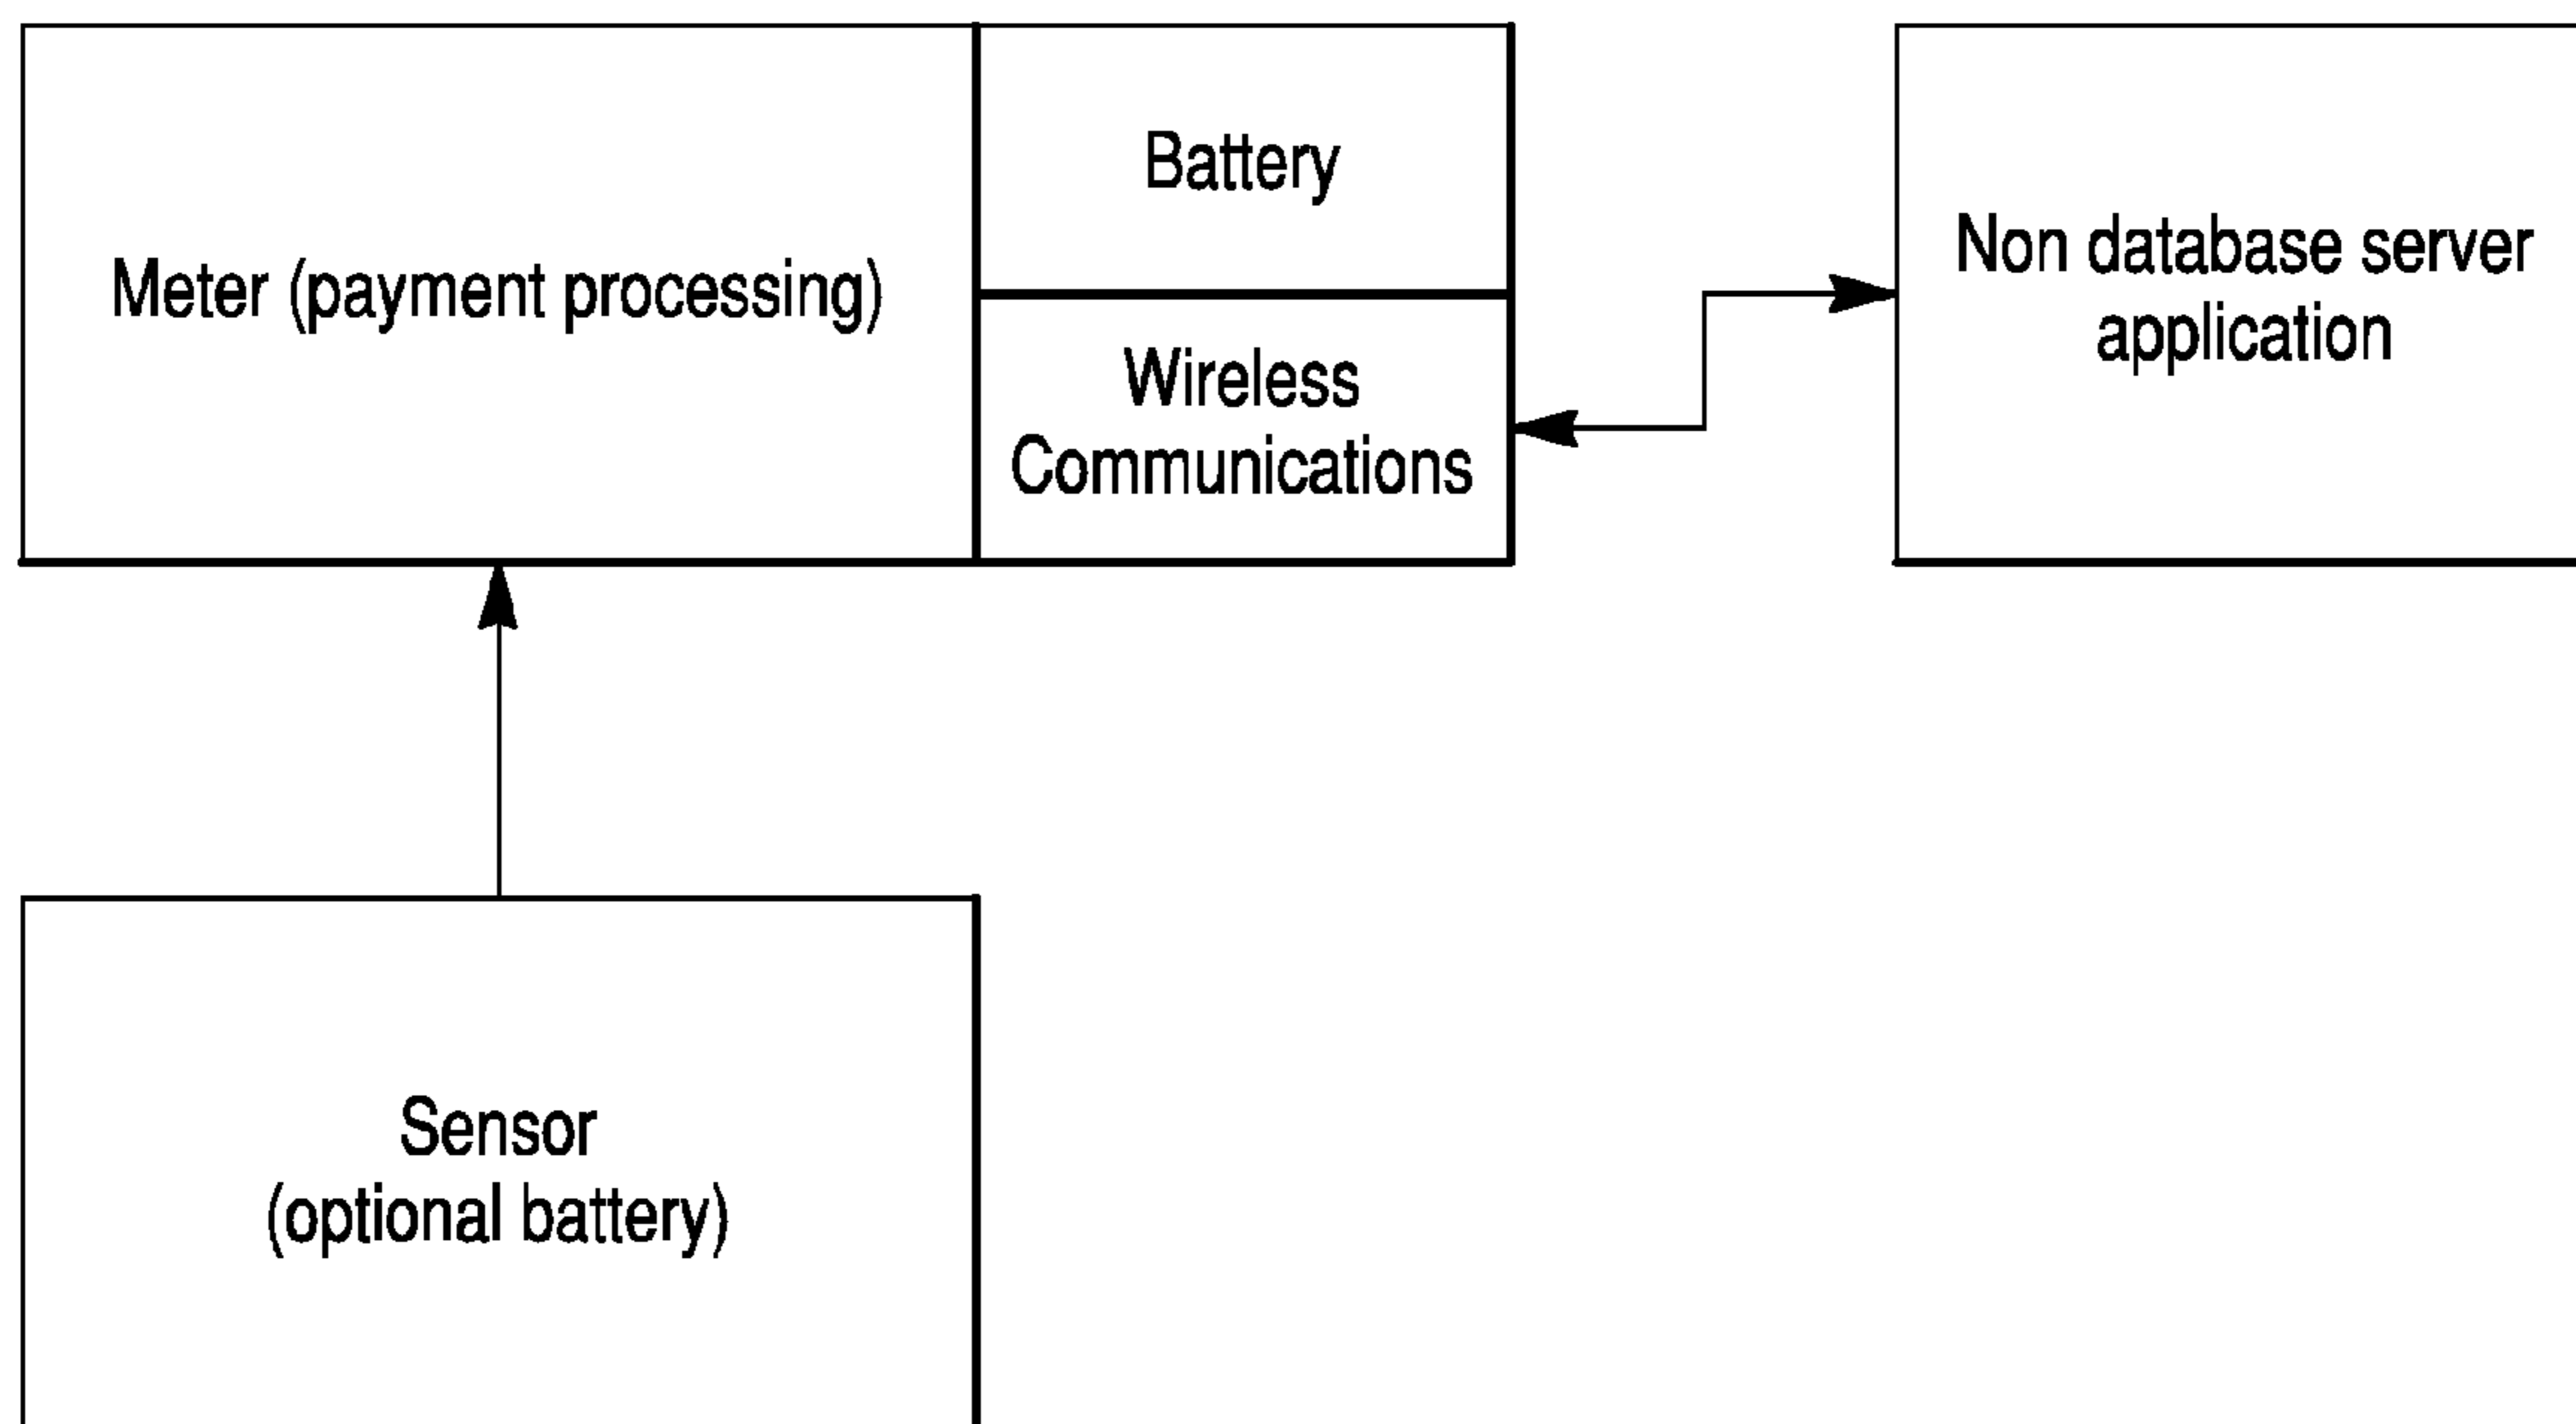 Meter (payment processing)
Battery
Wireless
Communications
Non database server
application
Sensor
(optional battery)